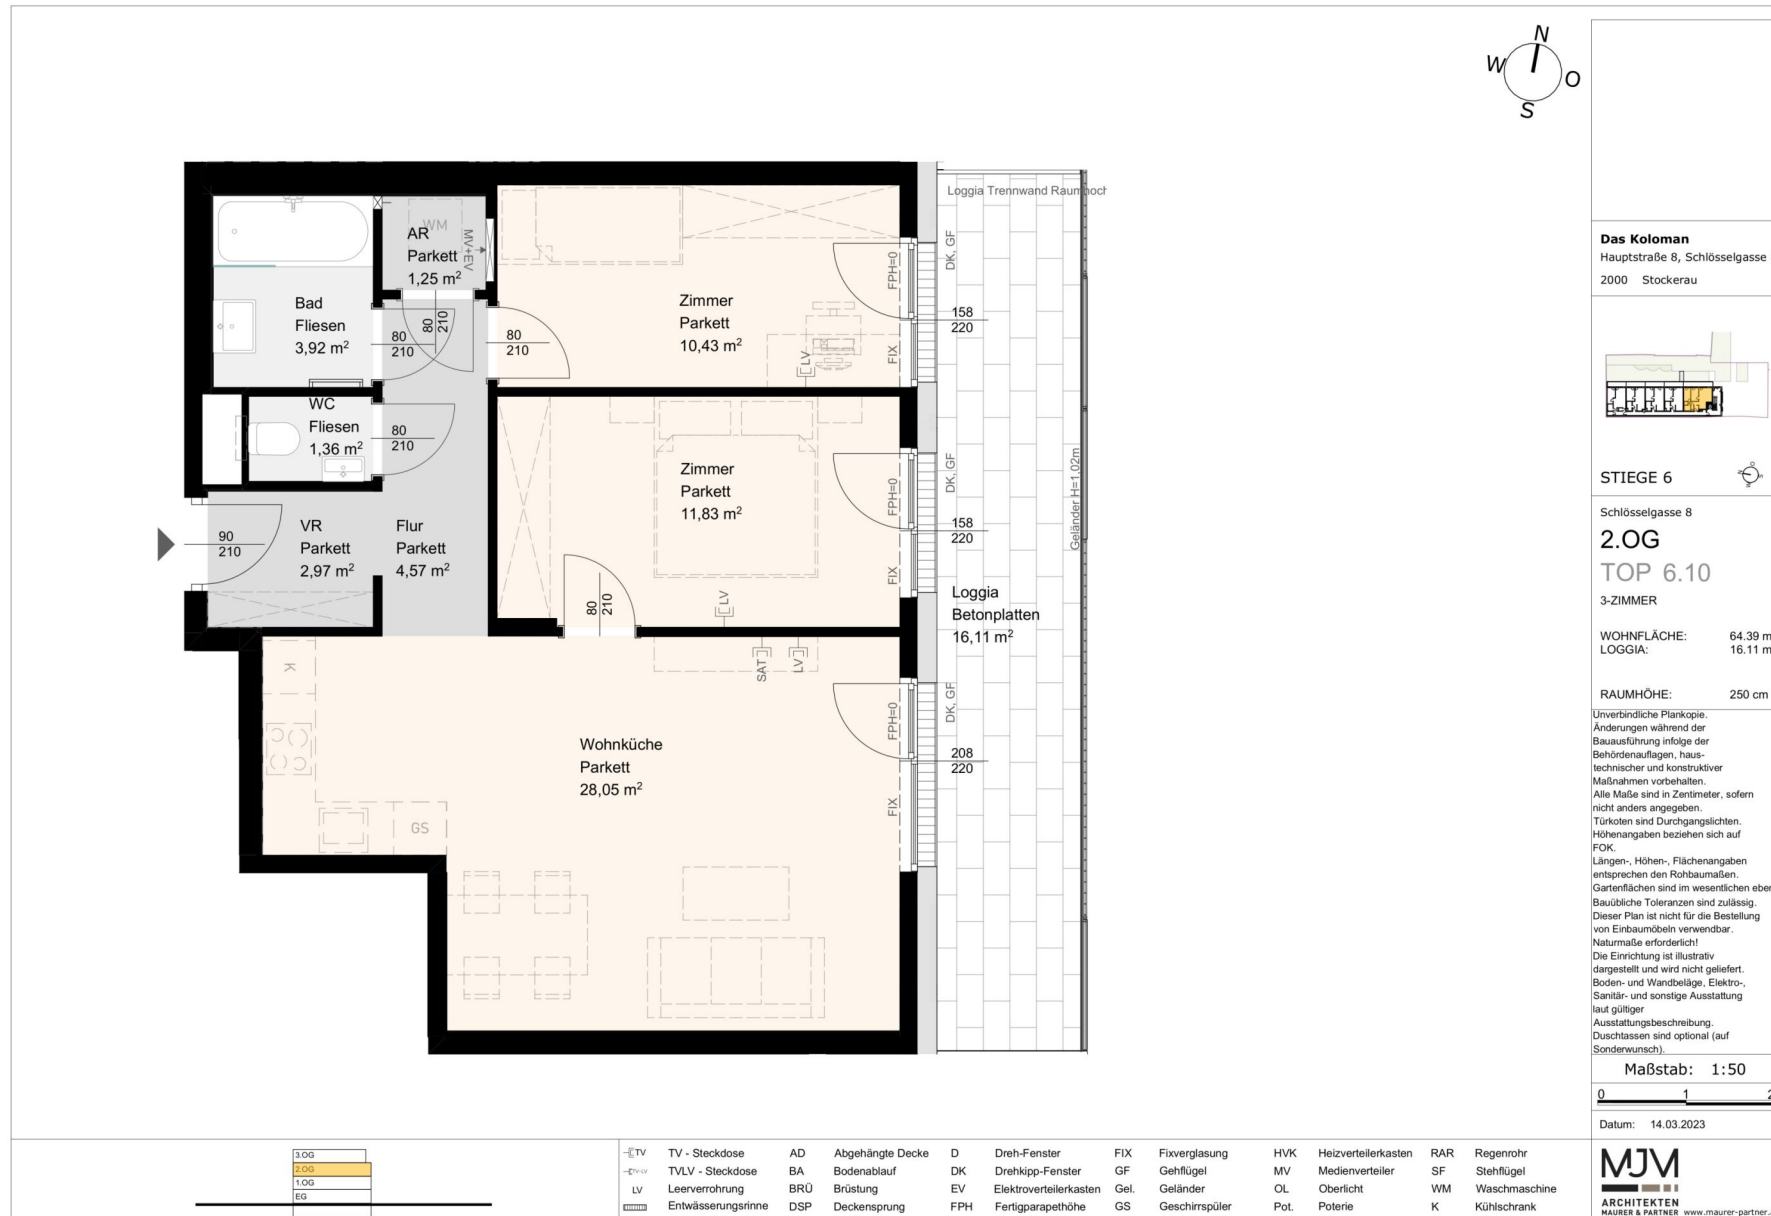 N
W
O
S
Loggia Trennwand Raumhoch
WM
AR
Parkett
1,25 m²
MV+EV
Bad
Fliesen
3,92 m²
80
210
80
210
80
210
Zimmer
Parkett
10,43 m²
LV
FPH=0
FIX
DK, GF
158
220
WC
Fliesen
1,36 m²
80
210
Zimmer
Parkett
11,83 m²
LV
FPH=0
FIX
DK, GF
158
220
Geländer H=1,02m
90
210
VR
Parkett
2,97 m²
Flur
Parkett
4,57 m²
80
210
Loggia
Betonplatten
16,11 m²
K
SAT
LV
Wohnküche
Parkett
28,05 m²
GS
FPH=0
FIX
DK, GF
208
220
Das Koloman
Hauptstraße 8, Schlösselgasse
2000 Stockerau
STIEGE 6
Schlösselgasse 8
2.OG
TOP 6.10
3-ZIMMER
WOHNFLÄCHE: 64.39 m
LOGGIA: 16.11 m
RAUMHÖHE: 250 cm
Unverbindliche Plankopie.
Änderungen während der
Bauausführung infolge der
Behördenauflagen, haus-
technischer und konstruktiver
Maßnahmen vorbehalten.
Alle Maße sind in Zentimeter, sofern
nicht anders angegeben.
Türkoten sind Durchgangslichten.
Höhenangaben beziehen sich auf
FOK.
Längen-, Höhen-, Flächenangaben
entsprechen den Rohbaumaßen.
Gartenflächen sind im wesentlichen eben
Bauübliche Toleranzen sind zulässig.
Dieser Plan ist nicht für die Bestellung
von Einbaumöbeln verwendbar.
Naturmaße erforderlich!
Die Einrichtung ist illustrativ
dargestellt und wird nicht geliefert.
Boden- und Wandbeläge, Elektro-,
Sanitär- und sonstige Ausstattung
laut gültiger
Ausstattungsbeschreibung.
Duschtassen sind optional (auf
Sonderwunsch).
Maßstab: 1:50
0 1 2
Datum: 14.03.2023
MJM
ARCHITEKTEN
MAURER & PARTNER www.maurer-partner.
3.OG
2.OG
1.OG
EG
TV TV - Steckdose AD Abgehängte Decke D Dreh-Fenster FIX Fixverglasung HVK Heizverteilerkasten RAR Regenrohr
TV-LV TVLV - Steckdose BA Bodenablauf DK Drehkipp-Fenster GF Gehflügel MV Medienverteiler SF Stehflügel
LV Leerverrohrung BRÜ Brüstung EV Elektroverteilerkasten Gel. Geländer OL Oberlicht WM Waschmaschine
Entwässerungsrinne DSP Deckensprung FPH Fertigparapethöhe GS Geschirrspüler Pot. Poterie K Kühlschrank